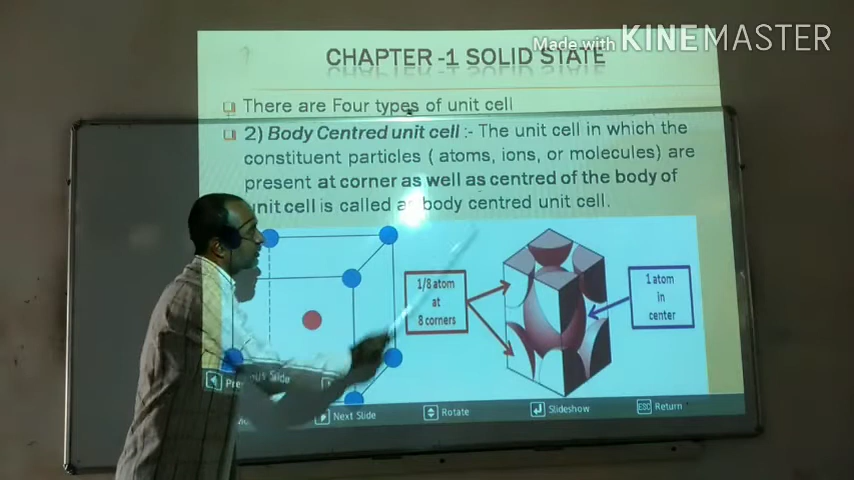 Made with KINEMASTER
CHAPTER -1 SOLID STATE
There are Four types of unit cell
2) Body Centred unit cell :- The unit cell in which the
constituent particles ( atoms, ions, or molecules) are
present at corner as well as centred of the body of
unit cell is called as body centred unit cell.
1/8 atom
at
8 corners
1 atom
in
center
Slide
Next Slide
Rotate
Slideshow
ESC Return